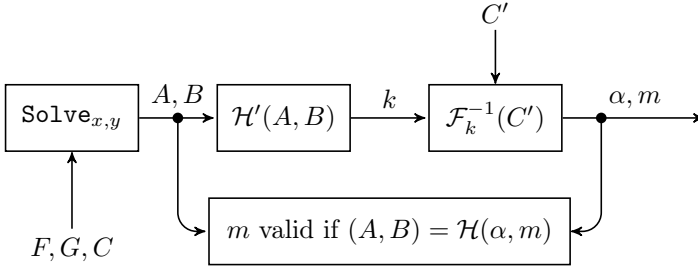 C′
A, B
k
α, m
Solve_{x,y}
ℋ′(A, B)
ℱ_k^{−1}(C′)
F, G, C
m valid if (A, B) = ℋ(α, m)